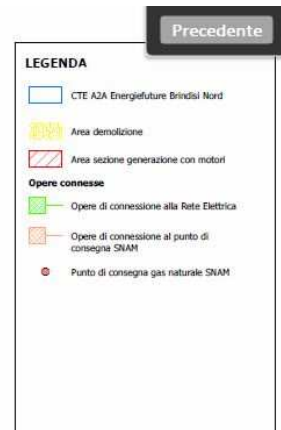 Precedente
LEGENDA
CTE A2A Energiefuture Brindisi Nord
Area demolizione
Area sezione generazione con motori
Opere connesse
Opere di connessione alla Rete Elettrica
Opere di connessione al punto di
consegna SNAM
Punto di consegna gas naturale SNAM